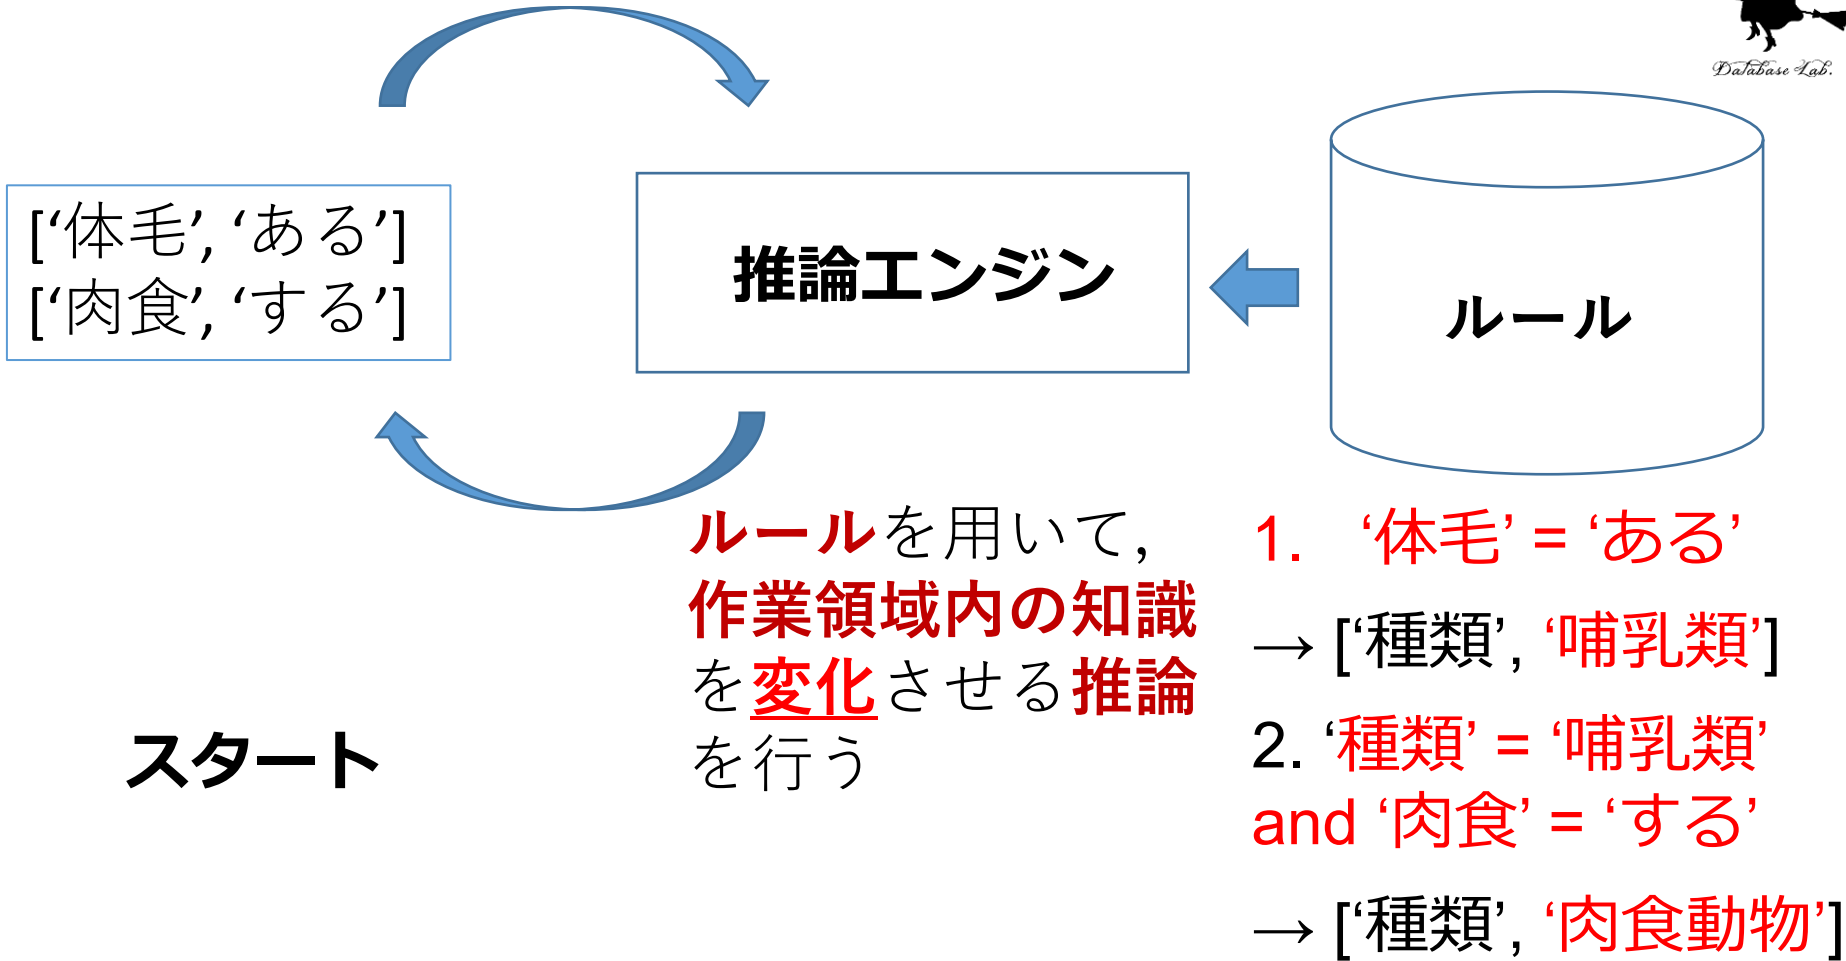 Database Lab.
[‘体毛’, ‘ある’]
[‘肉食’, ‘する’]
推論エンジン
ルール
ルールを用いて,
作業領域内の知識
を変化させる推論
を行う
スタート
1. ‘体毛’ = ‘ある’
→ [‘種類’, ‘哺乳類’]
2. ‘種類’ = ‘哺乳類’
and ‘肉食’ = ‘する’
→ [‘種類’, ‘肉食動物’]